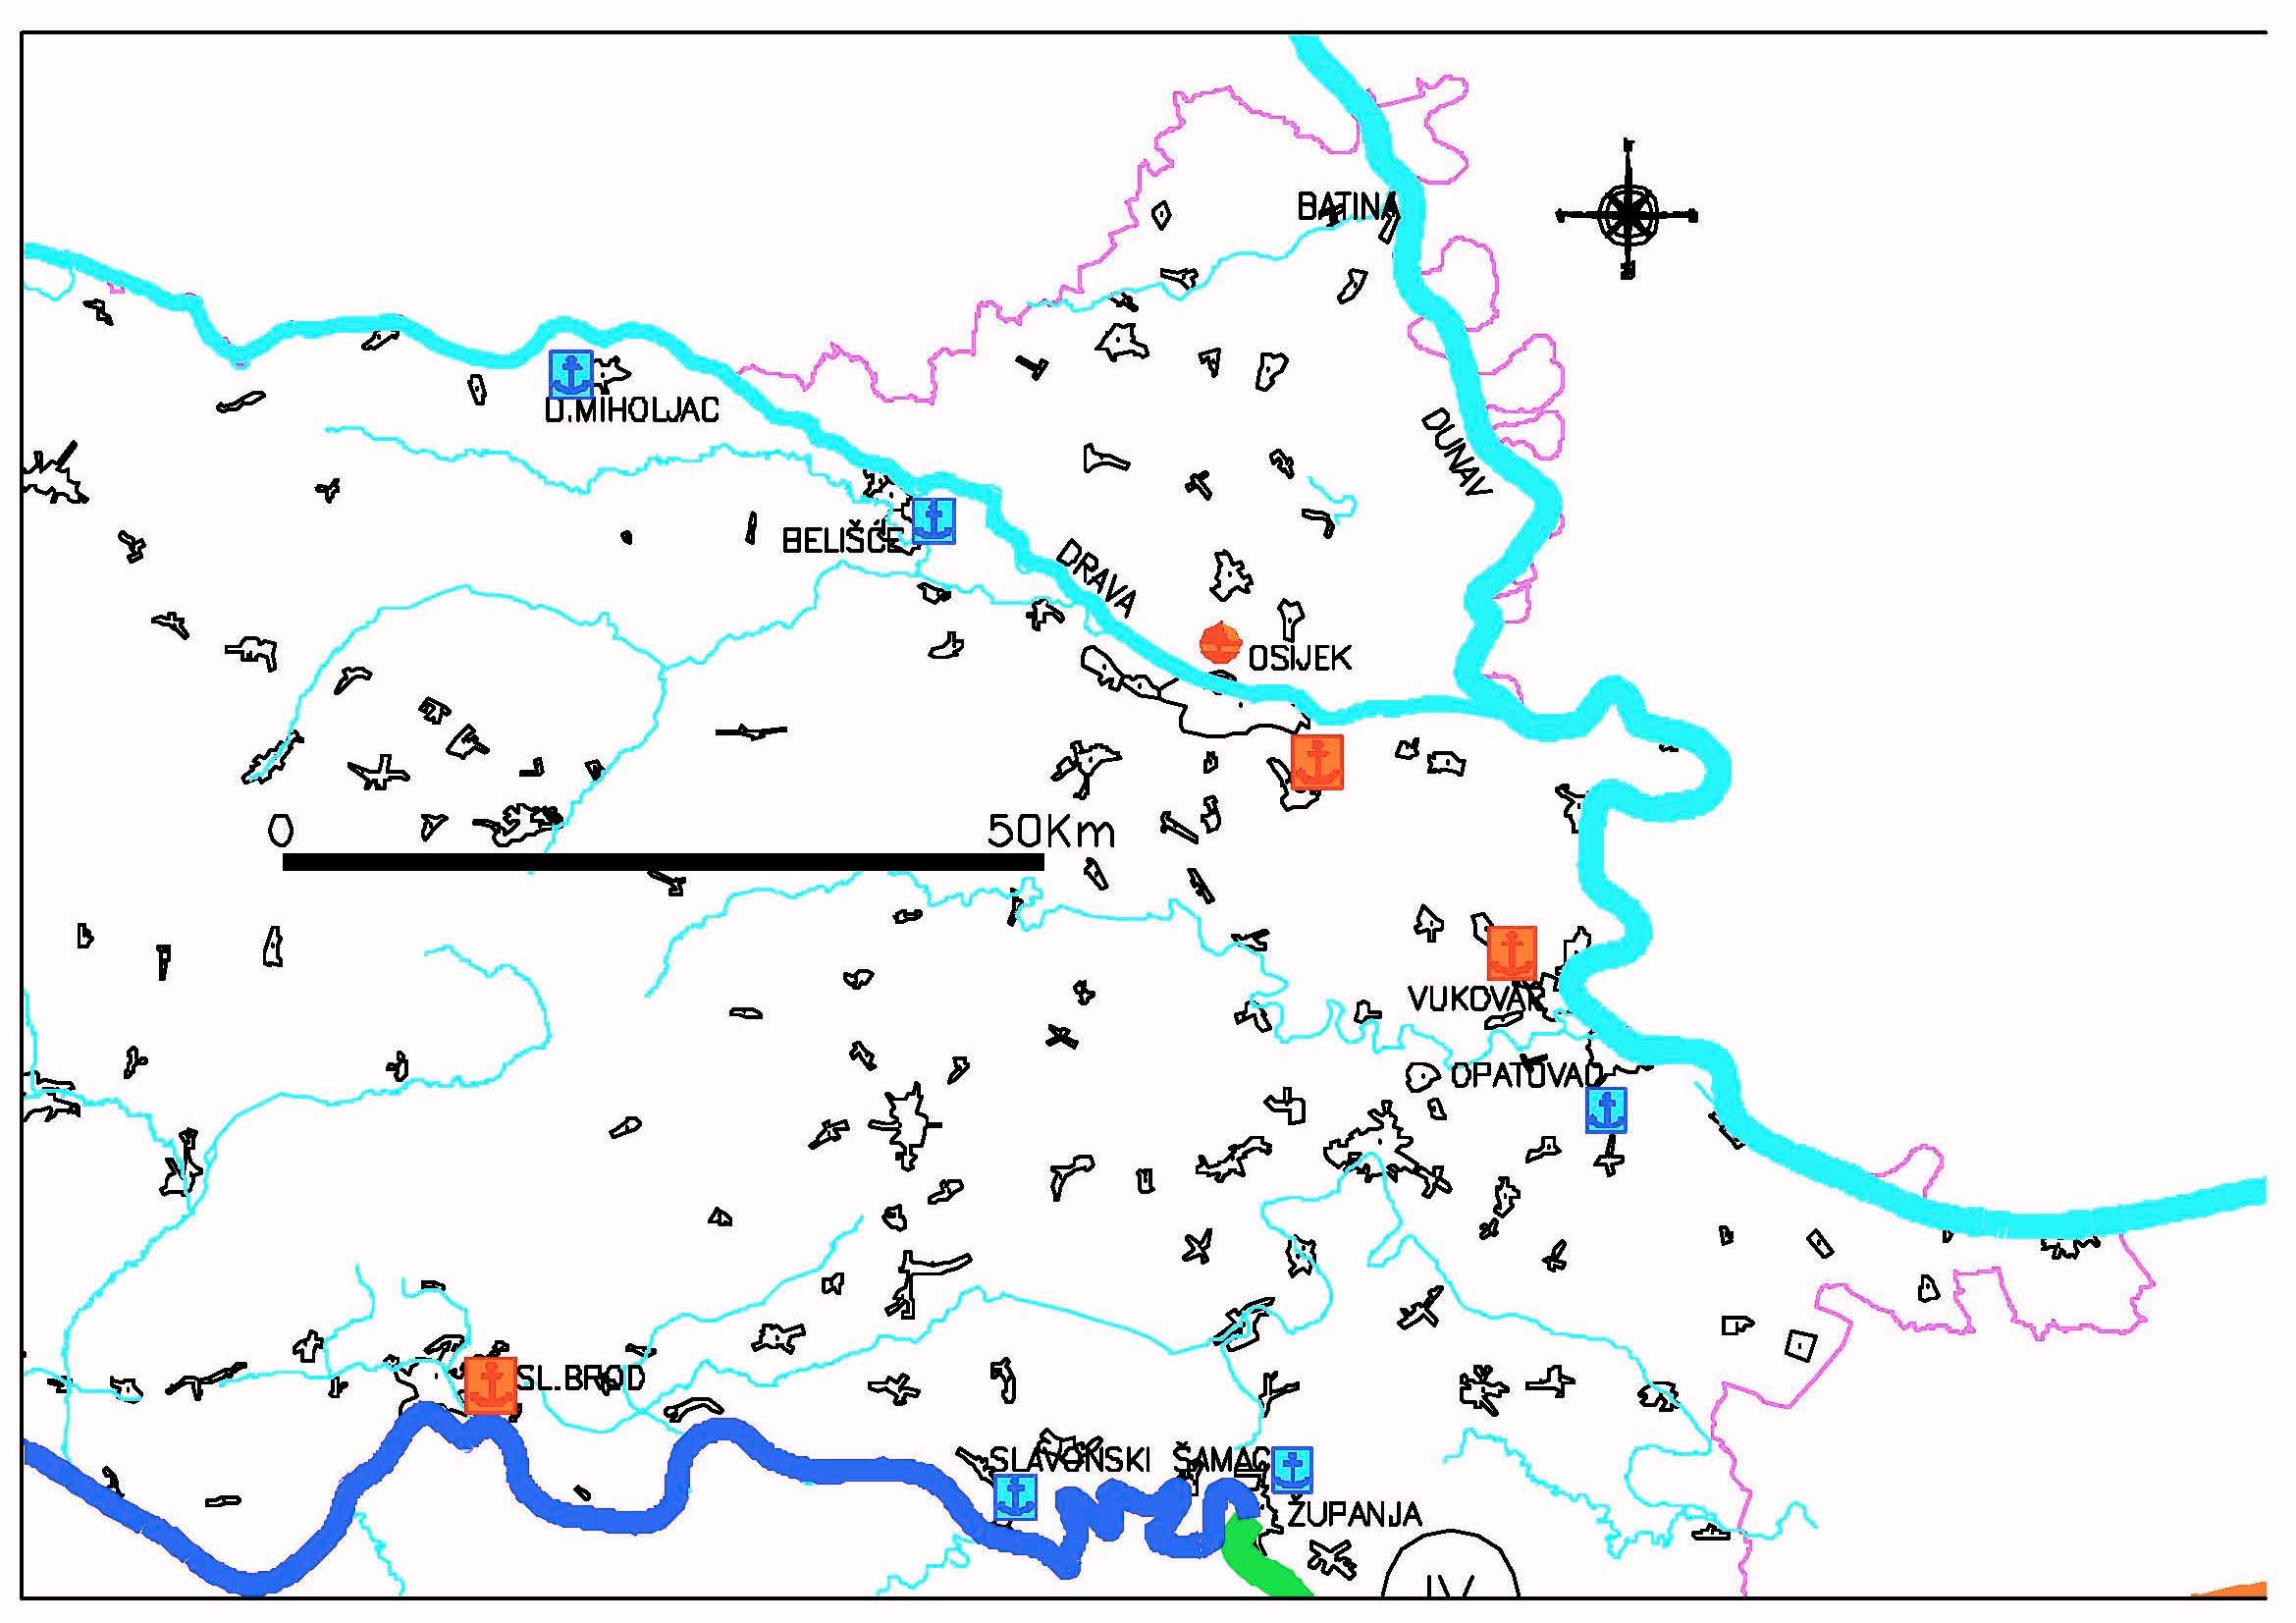 BATINA
D.MIHOLJAC
DUNAV
BELIŠĆE
DRAVA
OSIJEK
0 50Km
VUKOVAR
OPATOVAC
SL.BROD
SLAVONSKI ŠAMAC
ŽUPANJA
IV